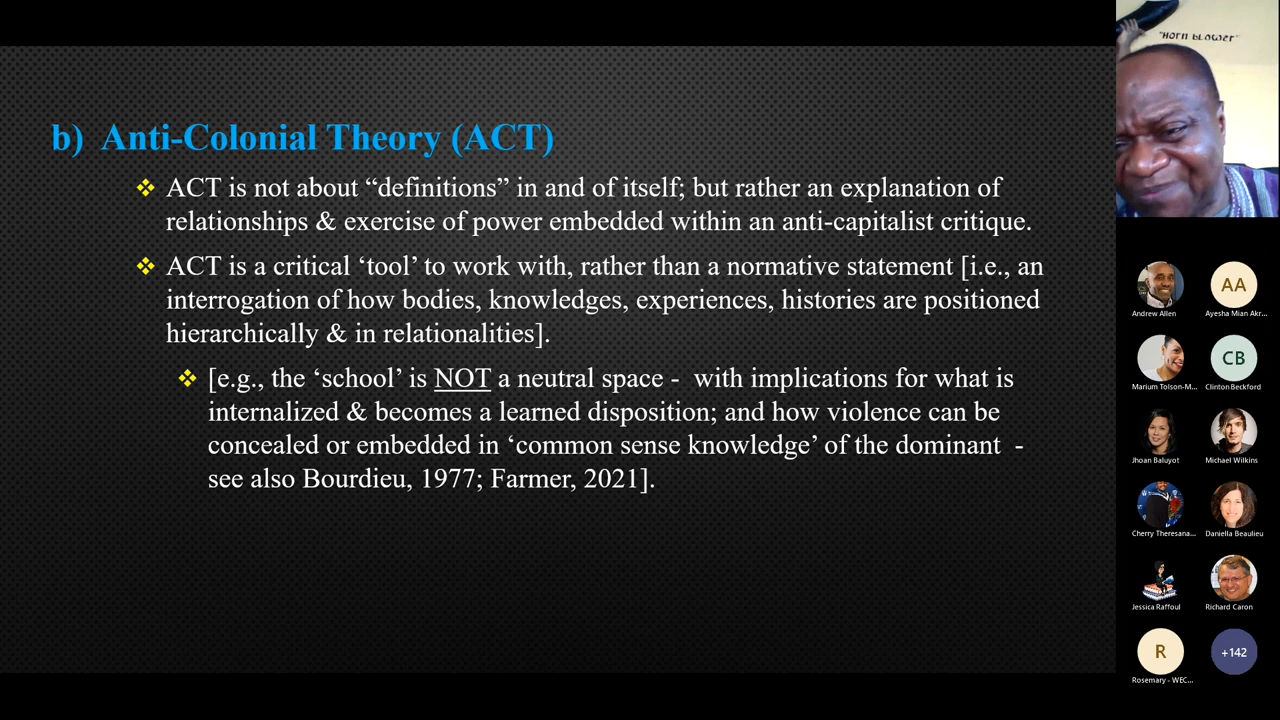 b) Anti-Colonial Theory (ACT)
❖ ACT is not about “definitions” in and of itself; but rather an explanation of
relationships & exercise of power embedded within an anti-capitalist critique.
❖ ACT is a critical ‘tool’ to work with, rather than a normative statement [i.e., an
interrogation of how bodies, knowledges, experiences, histories are positioned
hierarchically & in relationalities].
❖ [e.g., the ‘school’ is NOT a neutral space - with implications for what is
internalized & becomes a learned disposition; and how violence can be
concealed or embedded in ‘common sense knowledge’ of the dominant -
see also Bourdieu, 1977; Farmer, 2021].
"Horn Blower"
AA
Andrew Allen
Ayesha Mian Akr...
CB
Marium Tolson-M...
Clinton Beckford
Jhoan Baluyot
Michael Wilkins
Cherry Theresana...
Daniella Beaulieu
Jessica Raffoul
Richard Caron
R
+142
Rosemary - WEC...